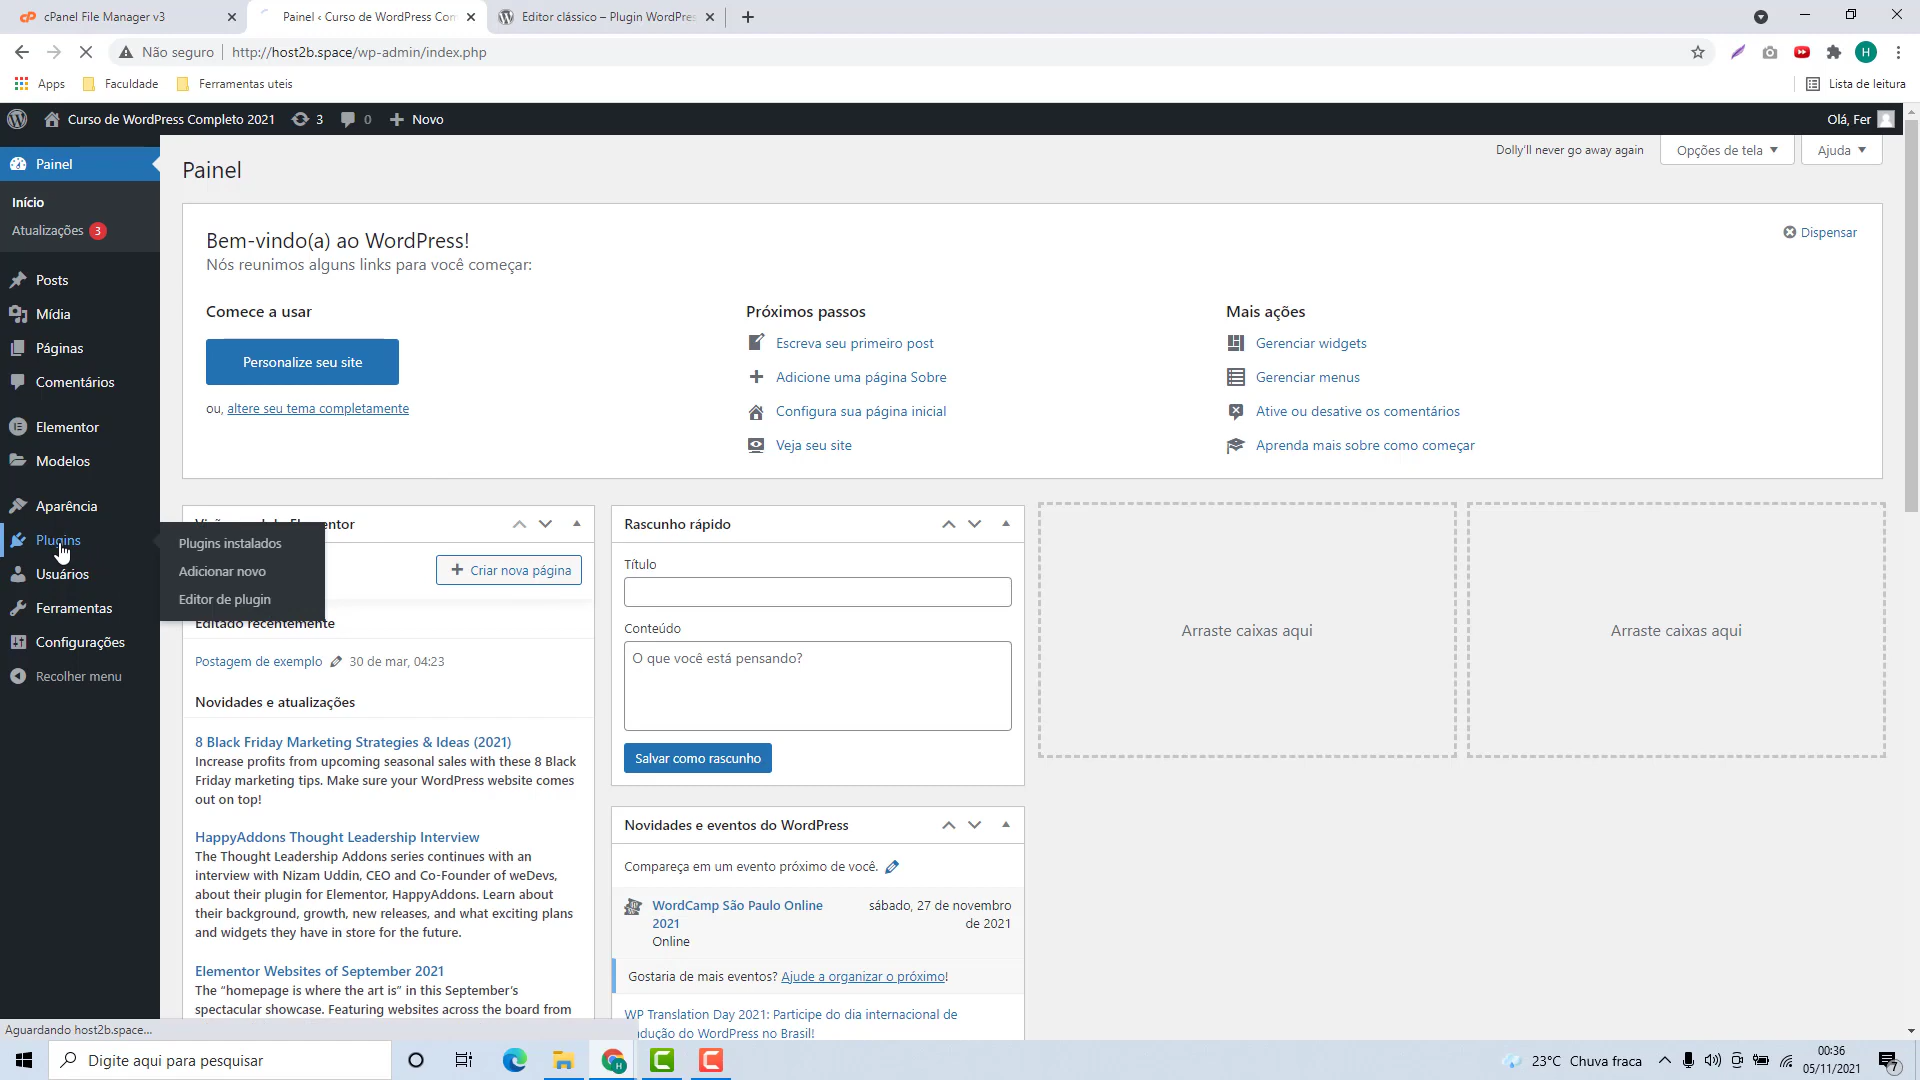 cPanel File Manager v3
Painel ‹ Curso de WordPress Com
Editor clássico – Plugin WordPres
Não seguro
http://host2b.space/wp-admin/index.php
H
Apps
Faculdade
Ferramentas uteis
Lista de leitura
Curso de WordPress Completo 2021
3
0
Novo
Olá, Fer
Painel
Início
Atualizações 3
Posts
Mídia
Páginas
Comentários
Elementor
Modelos
Aparência
Plugins
Usuários
Ferramentas
Configurações
Recolher menu
Plugins instalados
Adicionar novo
Editor de plugin
Painel
Dolly'll never go away again
Opções de tela
Ajuda
Bem-vindo(a) ao WordPress!
Nós reunimos alguns links para você começar:
Dispensar
Comece a usar
Personalize seu site
ou, altere seu tema completamente
Próximos passos
Escreva seu primeiro post
Adicione uma página Sobre
Configura sua página inicial
Veja seu site
Mais ações
Gerenciar widgets
Gerenciar menus
Ative ou desative os comentários
Aprenda mais sobre como começar
Criar nova página
Editado recentemente
Postagem de exemplo
30 de mar, 04:23
Novidades e atualizações
8 Black Friday Marketing Strategies & Ideas (2021)
Increase profits from upcoming seasonal sales with these 8 Black
Friday marketing tips. Make sure your WordPress website comes
out on top!
HappyAddons Thought Leadership Interview
The Thought Leadership Addons series continues with an
interview with Nizam Uddin, CEO and Co-Founder of weDevs,
about their plugin for Elementor, HappyAddons. Learn about
their background, growth, new releases, and what exciting plans
and widgets they have in store for the future.
Elementor Websites of September 2021
The “homepage is where the art is” in this September’s
spectacular showcase. Featuring websites across the board from
Rascunho rápido
Título
Conteúdo
O que você está pensando?
Salvar como rascunho
Novidades e eventos do WordPress
Compareça em um evento próximo de você.
WordCamp São Paulo Online
2021
Online
sábado, 27 de novembro
de 2021
Gostaria de mais eventos? Ajude a organizar o próximo!
WP Translation Day 2021: Participe do dia internacional de
do WordPress no Brasil!
Arraste caixas aqui
Arraste caixas aqui
Aguardando host2b.space...
Digite aqui para pesquisar
23°C Chuva fraca
00:36
05/11/2021
7